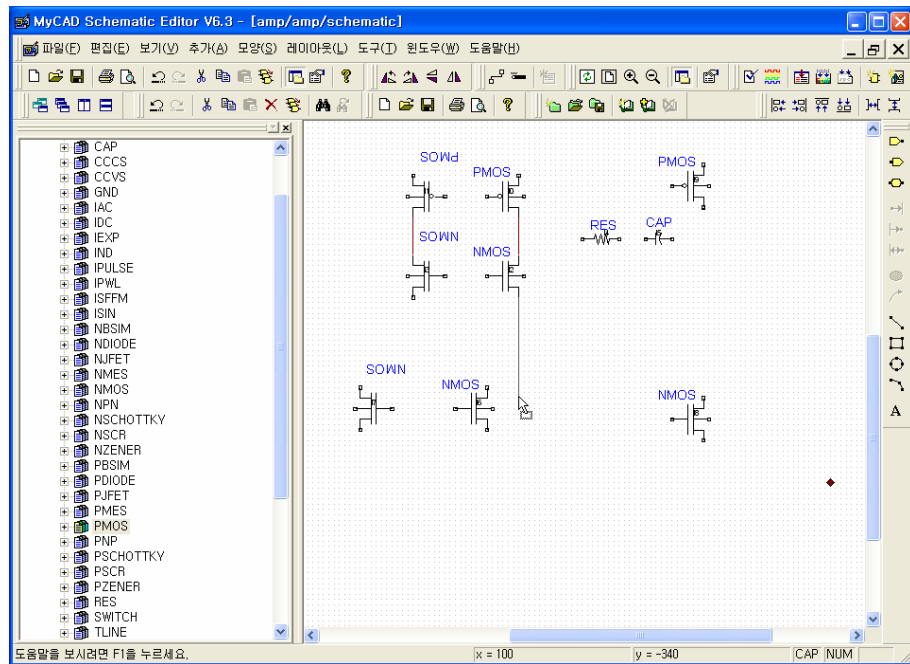 MyCAD Schematic Editor V6.3 - [amp/amp/schematic]
파일(F) 편집(E) 보기(V) 추가(A) 모양(S) 레이아웃(L) 도구(T) 윈도우(W) 도움말(H)
CAP
CCCS
CCVS
GND
IAC
IDC
IEXP
IND
IPULSE
IPWL
ISFFM
ISIN
NBSIM
NDIODE
NJFET
NMES
NMOS
NPN
NSCHOTTKY
NSCR
NZENER
PBSIM
PDIODE
PJFET
PMES
PMOS
PNP
PSCHOTTKY
PSCR
PZENER
RES
SWITCH
TLINE
PMOS
PMOS
PMOS
RES
CAP
NMOS
NMOS
NMOS
NMOS
NMOS
A
도움말을 보시려면 F1을 누르세요.
x = 100
y = -340
CAP NUM